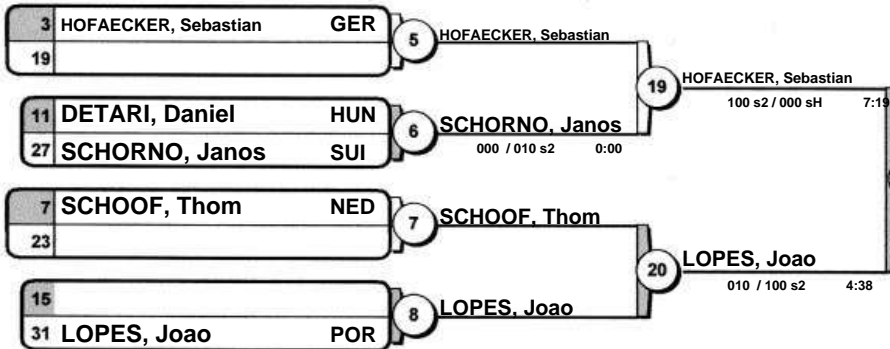 3 HOFAECKER, Sebastian GER
19
5 HOFAECKER, Sebastian
11 DETARI, Daniel HUN
27 SCHORNO, Janos SUI
6 SCHORNO, Janos
000 / 010 s2 0:00
19 HOFAECKER, Sebastian
100 s2 / 000 sH 7:19
7 SCHOOF, Thom NED
23
7 SCHOOF, Thom
15
31 LOPES, Joao POR
8 LOPES, Joao
20 LOPES, Joao
010 / 100 s2 4:38